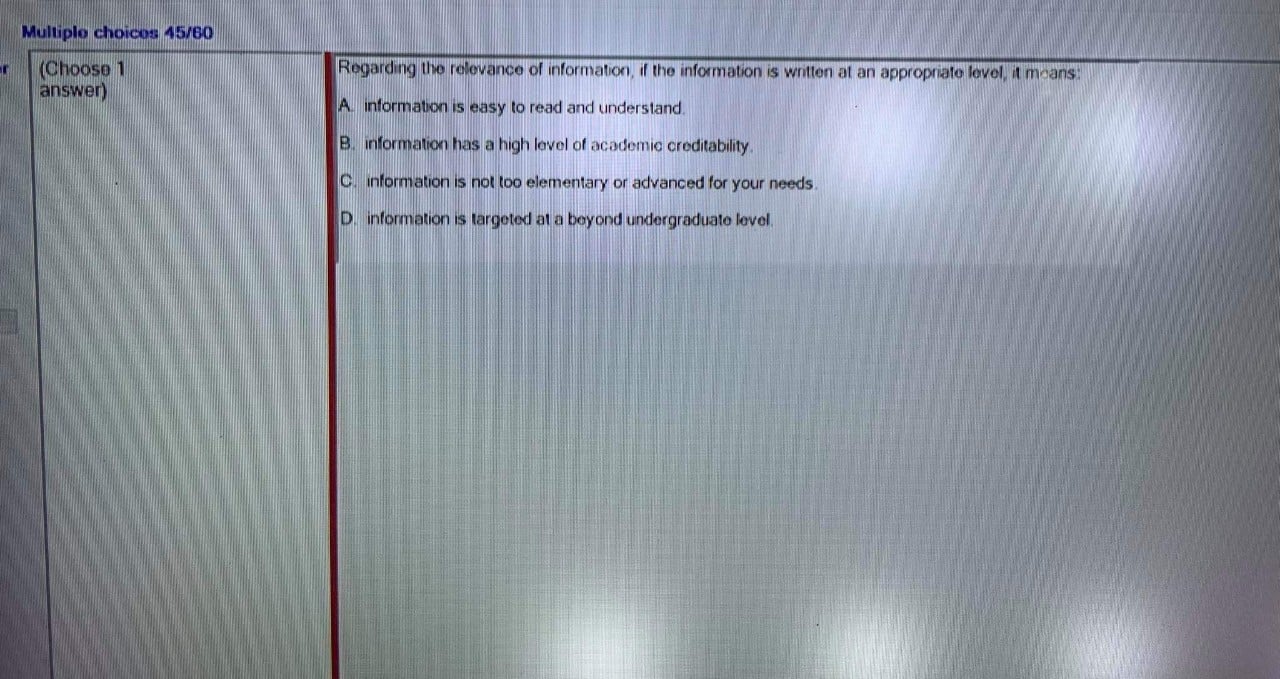 Multiple choices 45/60
(Choose 1
answer)
Regarding the relevance of information, if the information is written at an appropriate level, it means:
A. information is easy to read and understand.
B. information has a high level of academic creditability.
C. information is not too elementary or advanced for your needs.
D. information is targeted at a beyond undergraduate level.